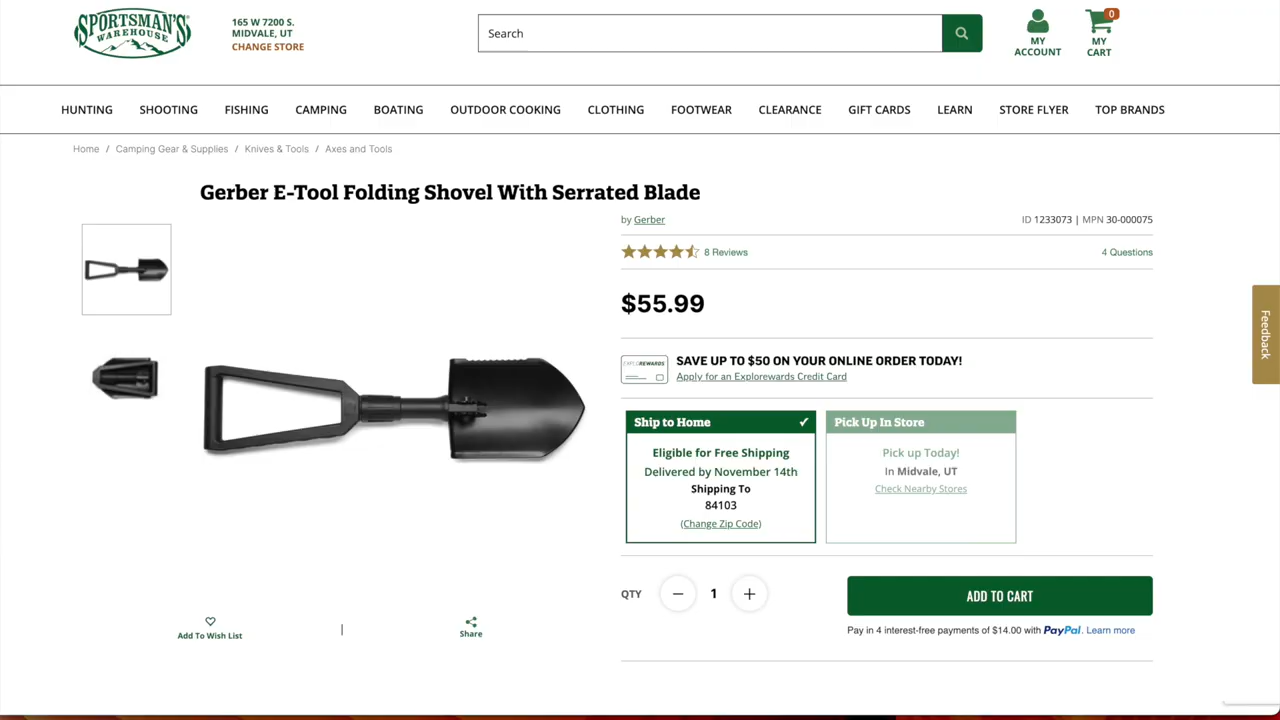 SPORTSMAN'S
WAREHOUSE
165 W 7200 S.
MIDVALE, UT
CHANGE STORE
Search
0
MY
ACCOUNT
MY
CART
HUNTING SHOOTING FISHING CAMPING BOATING OUTDOOR COOKING CLOTHING FOOTWEAR CLEARANCE GIFT CARDS LEARN STORE FLYER TOP BRANDS
Home / Camping Gear & Supplies / Knives & Tools / Axes and Tools
Gerber E-Tool Folding Shovel With Serrated Blade
by Gerber
ID 1233073 | MPN 30-000075
8 Reviews
4 Questions
$55.99
EXPLOREWARDS
SAVE UP TO $50 ON YOUR ONLINE ORDER TODAY!
Apply for an Explorewards Credit Card
Ship to Home
Eligible for Free Shipping
Delivered by November 14th
Shipping To
84103
(Change Zip Code)
Pick Up In Store
Pick up Today!
In Midvale, UT
Check Nearby Stores
QTY − 1 +
ADD TO CART
Pay in 4 interest-free payments of $14.00 with PayPal. Learn more
Add To Wish List
|
Share
Feedback